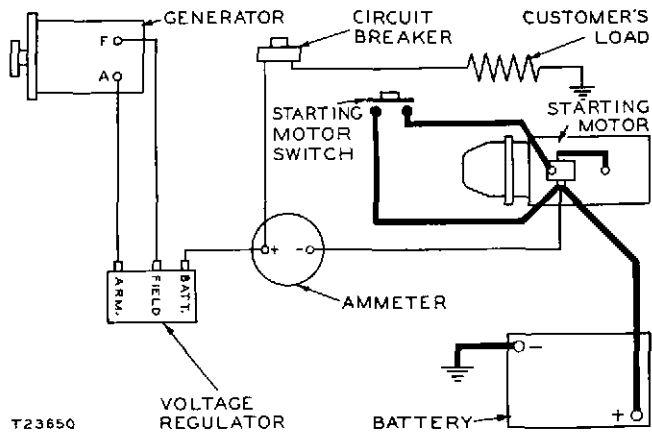 GENERATOR
F
A
CIRCUIT
BREAKER
CUSTOMER'S
LOAD
STARTING
MOTOR
SWITCH
STARTING
MOTOR
+
-
AMMETER
ARM.
FIELD
BATT.
VOLTAGE
REGULATOR
-
+
BATTERY
T23650